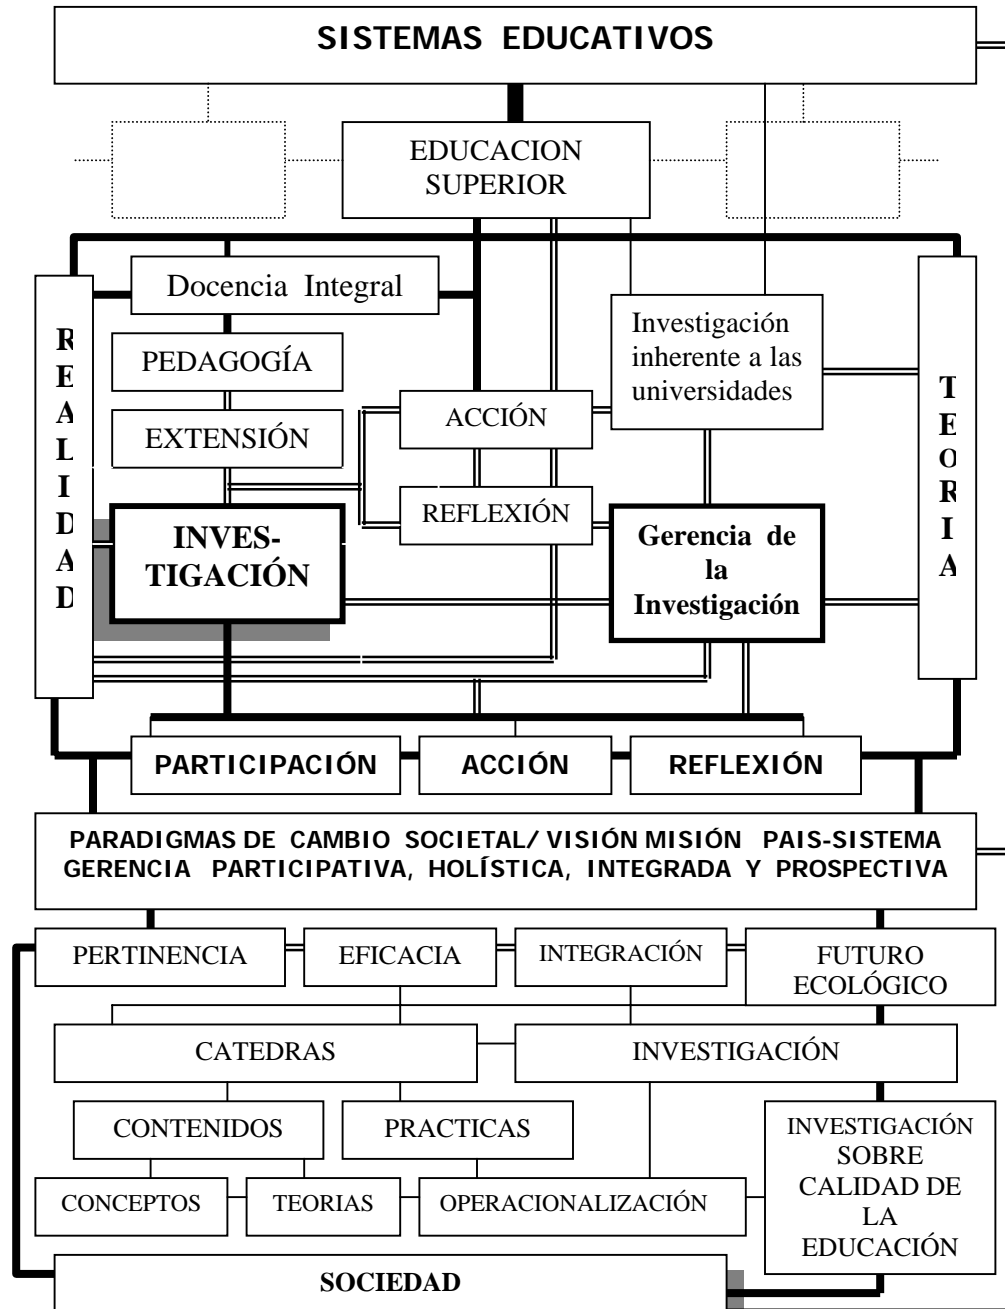 SISTEMAS EDUCATIVOS
EDUCACION
SUPERIOR
Docencia Integral
PEDAGOGÍA
EXTENSIÓN
INVES-
TIGACIÓN
R
E
A
L
I
D
A
D
ACCIÓN
REFLEXIÓN
Investigación
inherente a las
universidades
Gerencia de
la
Investigación
T
E
O
R
I
A
PARTICIPACIÓN
ACCIÓN
REFLEXIÓN
PARADIGMAS DE CAMBIO SOCIETAL/ VISIÓN MISIÓN PAIS-SISTEMA
GERENCIA PARTICIPATIVA, HOLÍSTICA, INTEGRADA Y PROSPECTIVA
PERTINENCIA
EFICACIA
INTEGRACIÓN
FUTURO
ECOLÓGICO
CATEDRAS
INVESTIGACIÓN
CONTENIDOS
PRACTICAS
CONCEPTOS
TEORIAS
OPERACIONALIZACIÓN
INVESTIGACIÓN
SOBRE
CALIDAD DE
LA
EDUCACIÓN
SOCIEDAD